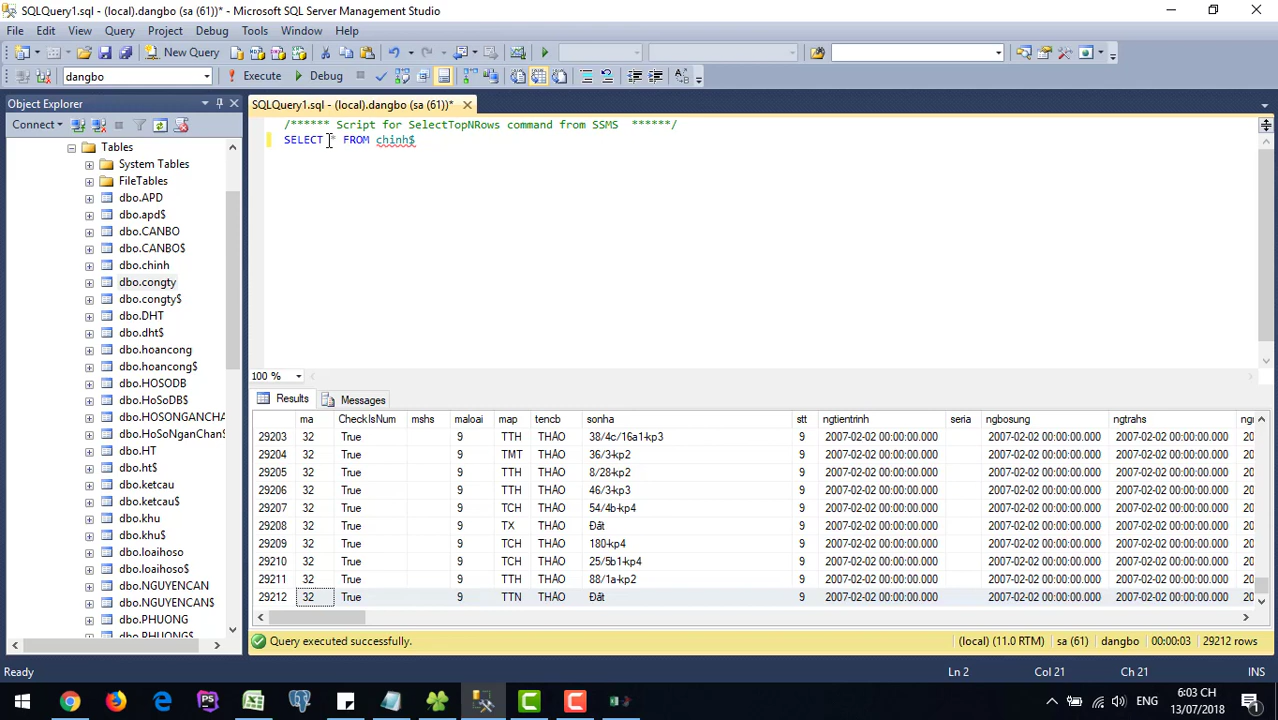 SQLQuery1.sql - (local).dangbo (sa (61))* - Microsoft SQL Server Management Studio
File Edit View Query Project Debug Tools Window Help
New Query
dangbo Execute Debug
Object Explorer
Connect
Tables
System Tables
FileTables
dbo.APD
dbo.apd$
dbo.CANBO
dbo.CANBO$
dbo.chinh
dbo.congty
dbo.congty$
dbo.DHT
dbo.dht$
dbo.hoancong
dbo.hoancong$
dbo.HOSODB
dbo.HoSoDB$
dbo.HOSONGANCHA
dbo.HoSoNganChan$
dbo.HT
dbo.ht$
dbo.ketcau
dbo.ketcau$
dbo.khu
dbo.khu$
dbo.loaihoso
dbo.loaihoso$
dbo.NGUYENCAN
dbo.NGUYENCAN$
dbo.PHUONG
dbo.PHUONG$
SQLQuery1.sql - (local).dangbo (sa (61))*
/****** Script for SelectTopNRows command from SSMS ******/
SELECT * FROM chinh$
100 %
Results Messages
ma CheckIsNum mshs maloai map tencb sonha stt ngtientrinh seria ngbosung ngtrahs
29203 32 True 9 TTH THẢO 38/4c/16a1-kp3 9 2007-02-02 00:00:00.000 2007-02-02 00:00:00.000 2007-02-02 00:00:00.000 20
29204 32 True 9 TMT THẢO 36/3-kp2 9 2007-02-02 00:00:00.000 2007-02-02 00:00:00.000 2007-02-02 00:00:00.000 20
29205 32 True 9 TTH THẢO 8/28-kp2 9 2007-02-02 00:00:00.000 2007-02-02 00:00:00.000 2007-02-02 00:00:00.000 20
29206 32 True 9 TTH THẢO 46/3-kp3 9 2007-02-02 00:00:00.000 2007-02-02 00:00:00.000 2007-02-02 00:00:00.000 20
29207 32 True 9 TCH THẢO 54/4b-kp4 9 2007-02-02 00:00:00.000 2007-02-02 00:00:00.000 2007-02-02 00:00:00.000 20
29208 32 True 9 TX THẢO Đất 9 2007-02-02 00:00:00.000 2007-02-02 00:00:00.000 2007-02-02 00:00:00.000 20
29209 32 True 9 TCH THẢO 180-kp4 9 2007-02-02 00:00:00.000 2007-02-02 00:00:00.000 2007-02-02 00:00:00.000 20
29210 32 True 9 TCH THẢO 25/5b1-kp4 9 2007-02-02 00:00:00.000 2007-02-02 00:00:00.000 2007-02-02 00:00:00.000 20
29211 32 True 9 TTH THẢO 88/1a-kp2 9 2007-02-02 00:00:00.000 2007-02-02 00:00:00.000 2007-02-02 00:00:00.000 20
29212 32 True 9 TTN THẢO Đất 9 2007-02-02 00:00:00.000 2007-02-02 00:00:00.000 2007-02-02 00:00:00.000 20
Query executed successfully. (local) (11.0 RTM) sa (61) dangbo 00:00:03 29212 rows
Ready Ln 2 Col 21 Ch 21 INS
ENG 6:03 CH
13/07/2018